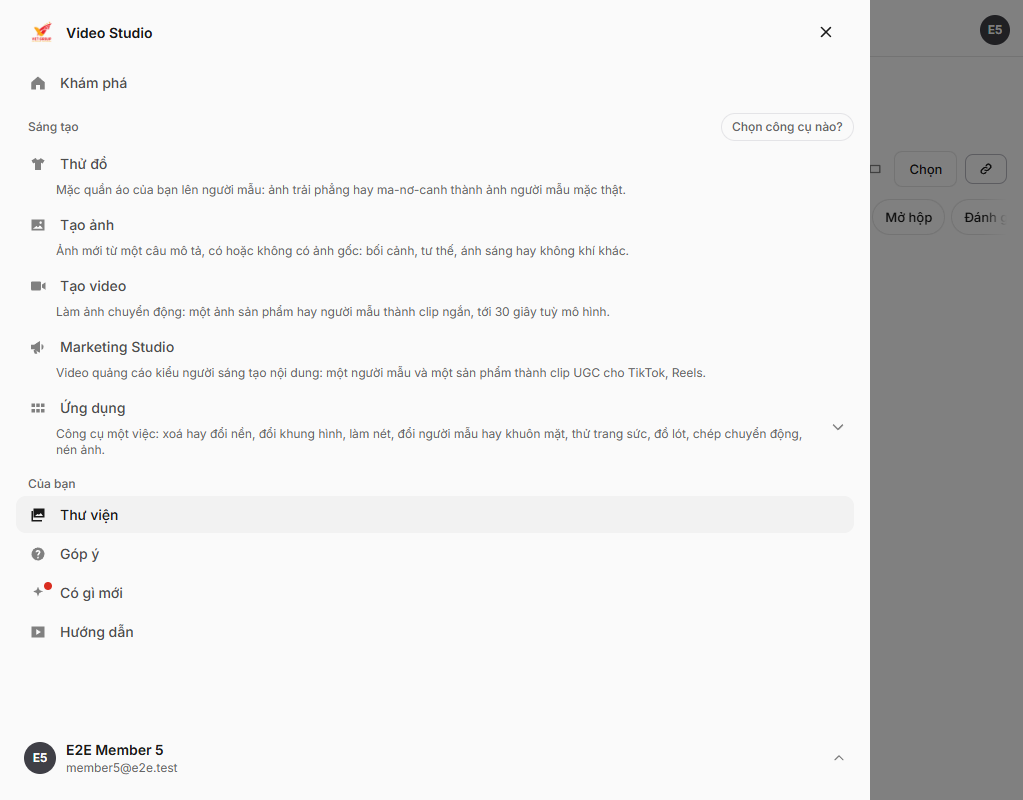 Video Studio
E5
Khám phá
Sáng tạo
Chọn công cụ nào?
Thử đồ
Mặc quần áo của bạn lên người mẫu: ảnh trải phẳng hay ma-nơ-canh thành ảnh người mẫu mặc thật.
Chọn
Tạo ảnh
Mở hộp
Đánh
Ảnh mới từ một câu mô tả, có hoặc không có ảnh gốc: bối cảnh, tư thế, ánh sáng hay không khí khác.
Tạo video
Làm ảnh chuyển động: một ảnh sản phẩm hay người mẫu thành clip ngắn, tới 30 giây tuỳ mô hình.
Marketing Studio
Video quảng cáo kiểu người sáng tạo nội dung: một người mẫu và một sản phẩm thành clip UGC cho TikTok, Reels.
Ứng dụng
Công cụ một việc: xoá hay đổi nền, đổi khung hình, làm nét, đổi người mẫu hay khuôn mặt, thử trang sức, đồ lót, chép chuyển động,
nén ảnh.
Của bạn
Thư viện
Góp ý
Có gì mới
Hướng dẫn
E5
E2E Member 5
member5@e2e.test